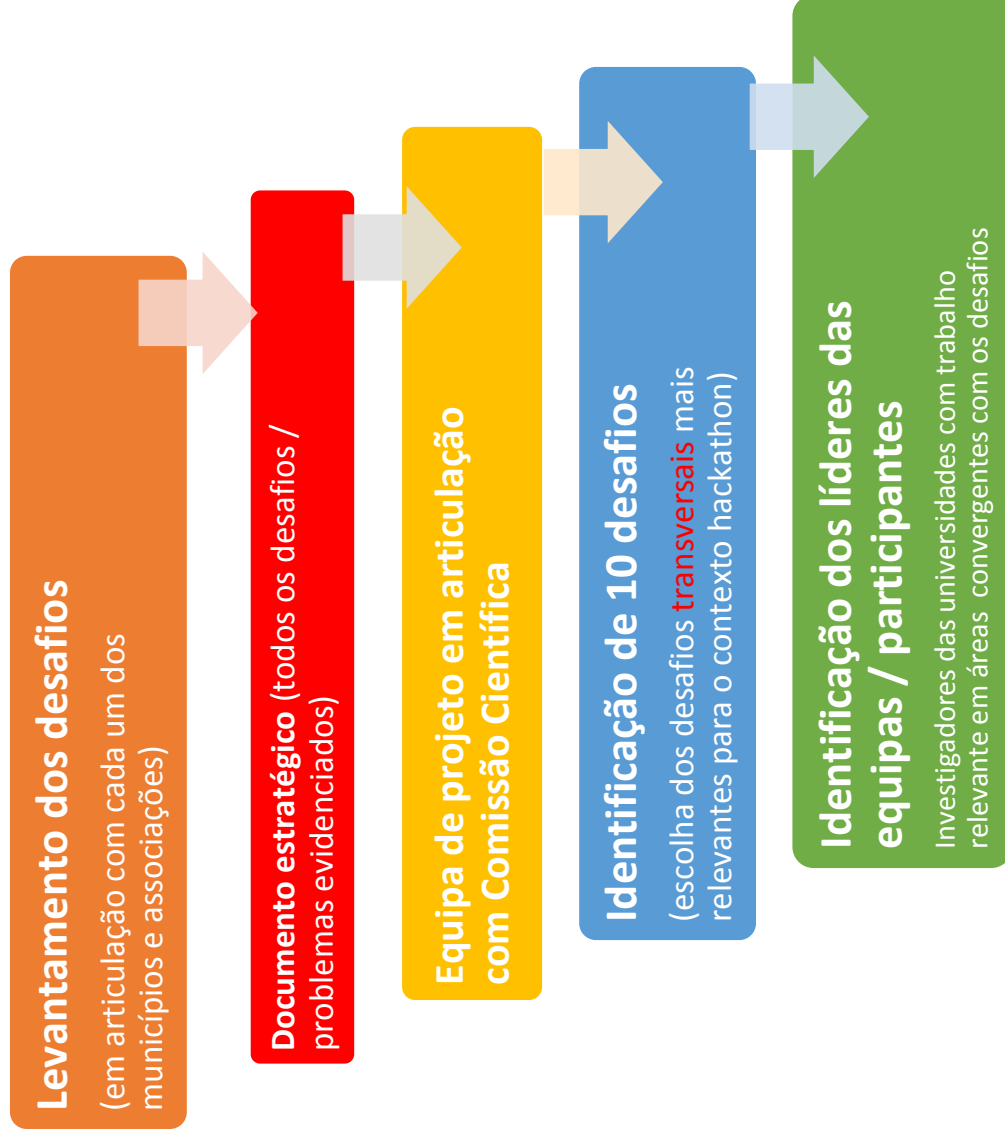 Levantamento dos desafios
(em articulação com cada um dos
municípios e associações)
Documento estratégico (todos os desafios /
problemas evidenciados)
Equipa de projeto em articulação
com Comissão Científica
Identificação de 10 desafios
(escolha dos desafios transversais mais
relevantes para o contexto hackathon)
Identificação dos líderes das
equipas / participantes
Investigadores das universidades com trabalho
relevante em áreas convergentes com os desafios